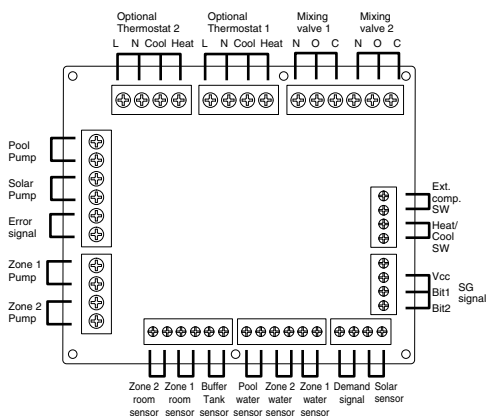 Optional Thermostat 2
L N Cool Heat
Optional Thermostat 1
L N Cool Heat
Mixing valve 1
N O C
Mixing valve 2
N O C
Pool Pump
Solar Pump
Error signal
Zone 1 Pump
Zone 2 Pump
Ext. comp. SW
Heat/ Cool SW
Vcc
Bit1
Bit2
SG signal
Zone 2 room sensor
Zone 1 room sensor
Buffer Tank sensor
Pool water sensor
Zone 2 water sensor
Zone 1 water sensor
Demand signal
Solar sensor